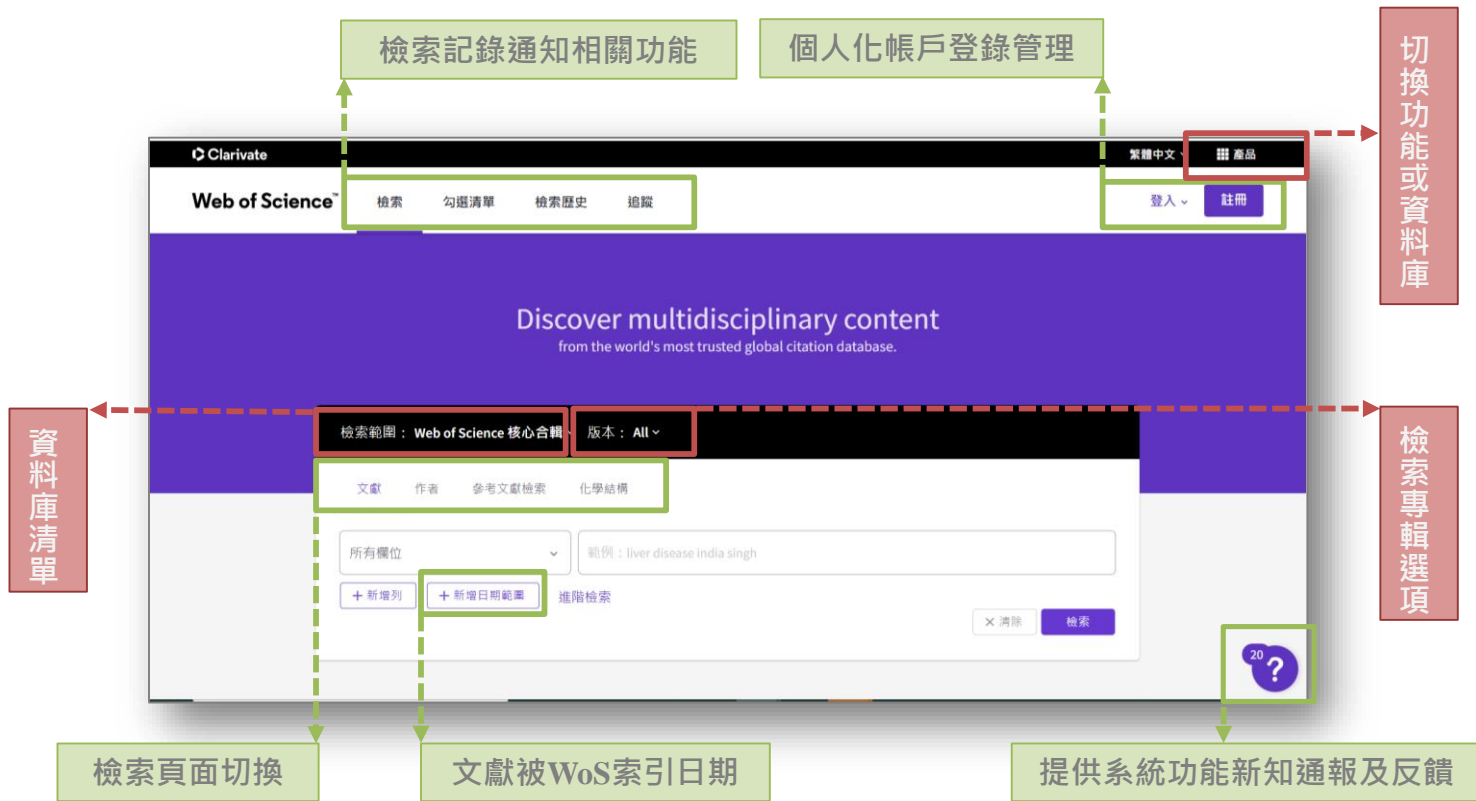 檢索記錄通知相關功能
個人化帳戶登錄管理
切換功能或資料庫
Clarivate
繁體中文
產品
Web of Science™
檢索
勾選清單
檢索歷史
追蹤
登入
註冊
Discover multidisciplinary content
from the world's most trusted global citation database.
資料庫清單
檢索範圍： Web of Science 核心合輯
版本： All
檢索專輯選項
文獻
作者
參考文獻檢索
化學結構
所有欄位
範例：liver disease india singh
+ 新增列
+ 新增日期範圍
進階檢索
× 清除
檢索
20
?
檢索頁面切換
文獻被WoS索引日期
提供系統功能新知通報及反饋